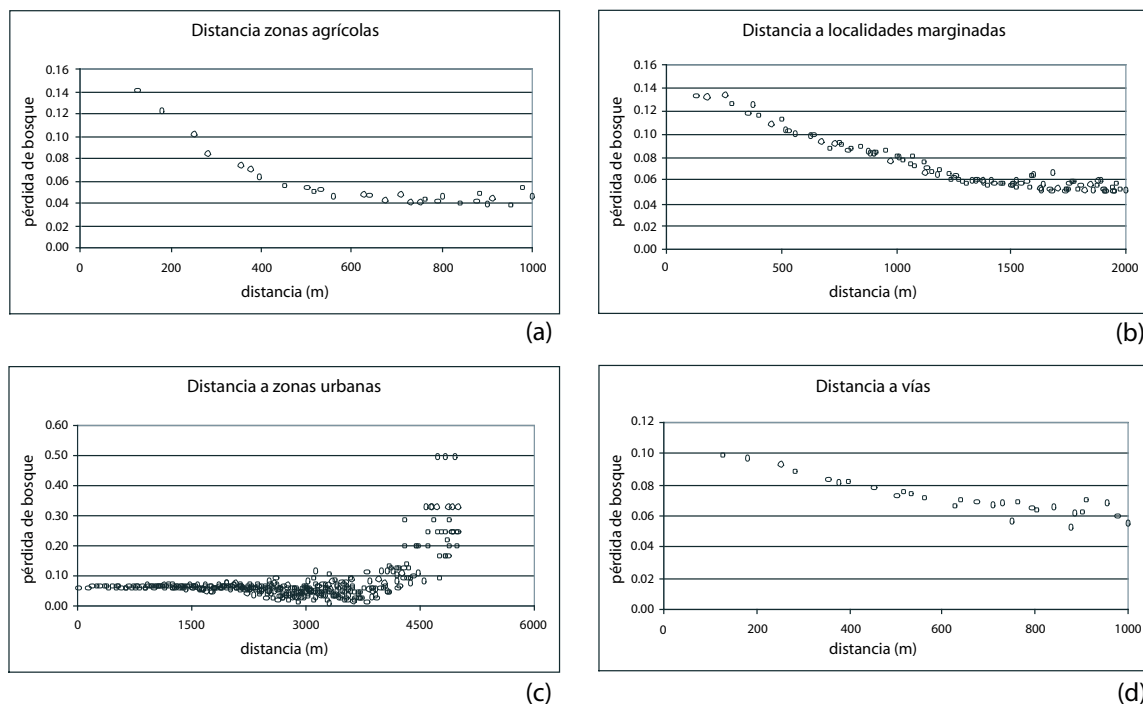 Distancia zonas agrícolas
pérdida de bosque
0.16
0.14
0.12
0.10
0.08
0.06
0.04
0.02
0.00
0 200 400 600 800 1000
distancia (m)
(a)
Distancia a localidades marginadas
pérdida de bosque
0.16
0.14
0.12
0.10
0.08
0.06
0.04
0.02
0.00
0 500 1000 1500 2000
distancia (m)
(b)
Distancia a zonas urbanas
pérdida de bosque
0.60
0.50
0.40
0.30
0.20
0.10
0.00
0 1500 3000 4500 6000
distancia (m)
(c)
Distancia a vías
pérdida de bosque
0.12
0.10
0.08
0.06
0.04
0.02
0.00
0 200 400 600 800 1000
distancia (m)
(d)